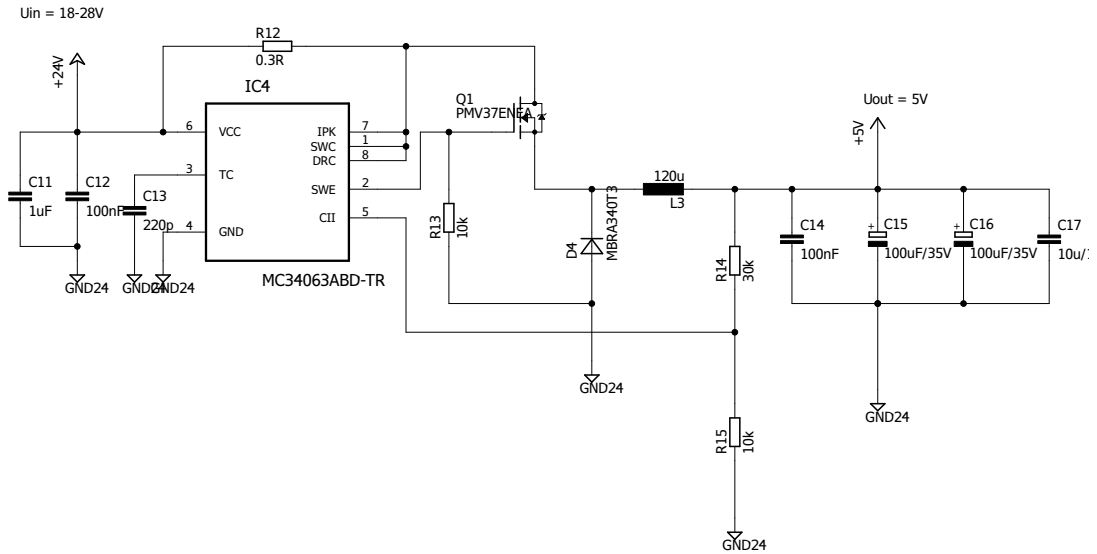 Uin = 18-28V
+24V
C11
1uF
C12
100nF
GND24
C13
220p
GND24
GND24
R12
0.3R
IC4
6
VCC
3
TC
4
GND
IPK
7
SWC
1
DRC
8
SWE
2
CII
5
MC34063ABD-TR
R13
10k
Q1
PMV37ENEA
D4
MBRA340T3
GND24
120u
L3
R14
30k
R15
10k
GND24
Uout = 5V
+5V
C14
100nF
+
C15
100uF/35V
+
C16
100uF/35V
C17
GND24